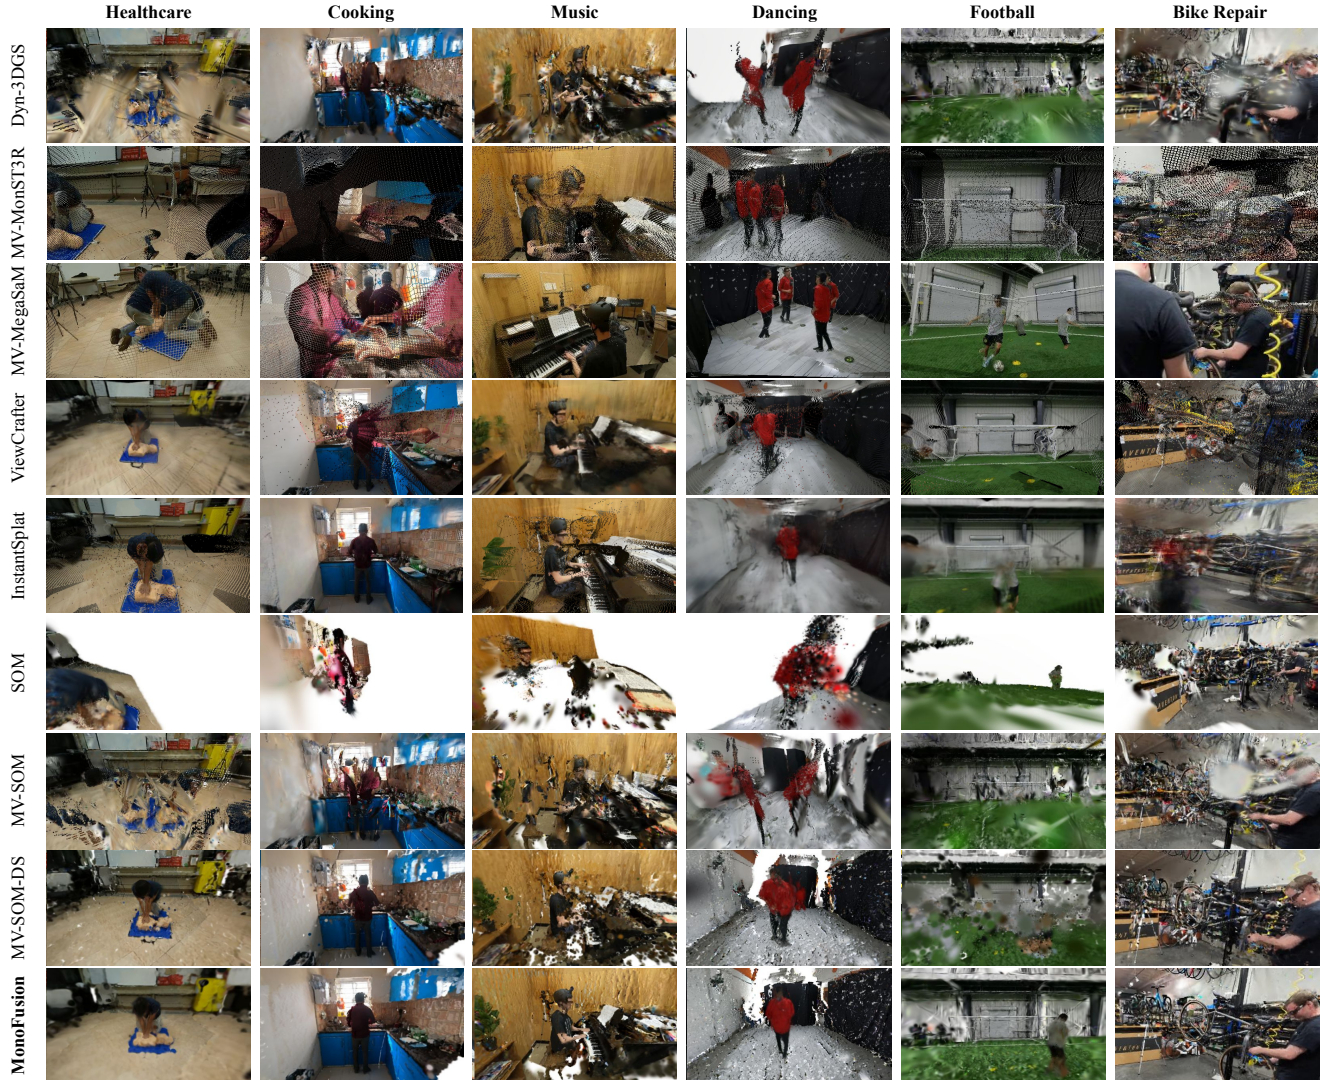 Healthcare Cooking Music Dancing Football Bike Repair
Dyn-3DGS
MV-MonST3R
MV-MegaSaM
ViewCrafter
InstantSplat
SOM
MV-SOM
MV-SOM-DS
MonoFusion